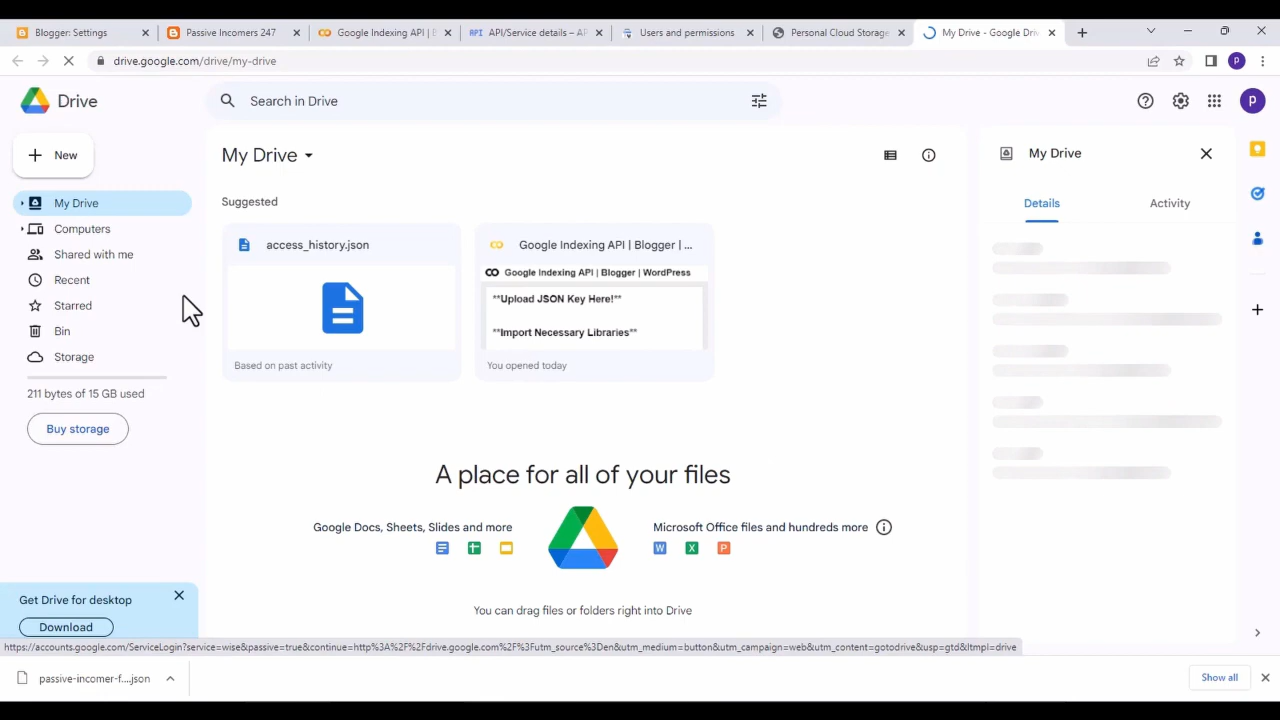 Blogger: Settings
Passive Incomers 247
Google Indexing API | B
API/Service details – AP
Users and permissions
Personal Cloud Storage
My Drive - Google Driv
drive.google.com/drive/my-drive
P
Drive
Search in Drive
p
New
My Drive
Computers
Shared with me
Recent
Starred
Bin
Storage
211 bytes of 15 GB used
Buy storage
My Drive
Suggested
access_history.json
Based on past activity
Google Indexing API | Blogger | ...
Google Indexing API | Blogger | WordPress
**Upload JSON Key Here!**
**Import Necessary Libraries**
You opened today
A place for all of your files
Google Docs, Sheets, Slides and more
Microsoft Office files and hundreds more
W X P
You can drag files or folders right into Drive
My Drive
Details
Activity
Get Drive for desktop
Download
https://accounts.google.com/ServiceLogin?service=wise&passive=true&continue=http%3A%2F%2Fdrive.google.com%2F%3Futm_source%3Den&utm_medium=button&utm_campaign=web&utm_content=gotodrive&usp=gtd&ltmpl=drive
passive-incomer-f....json
Show all